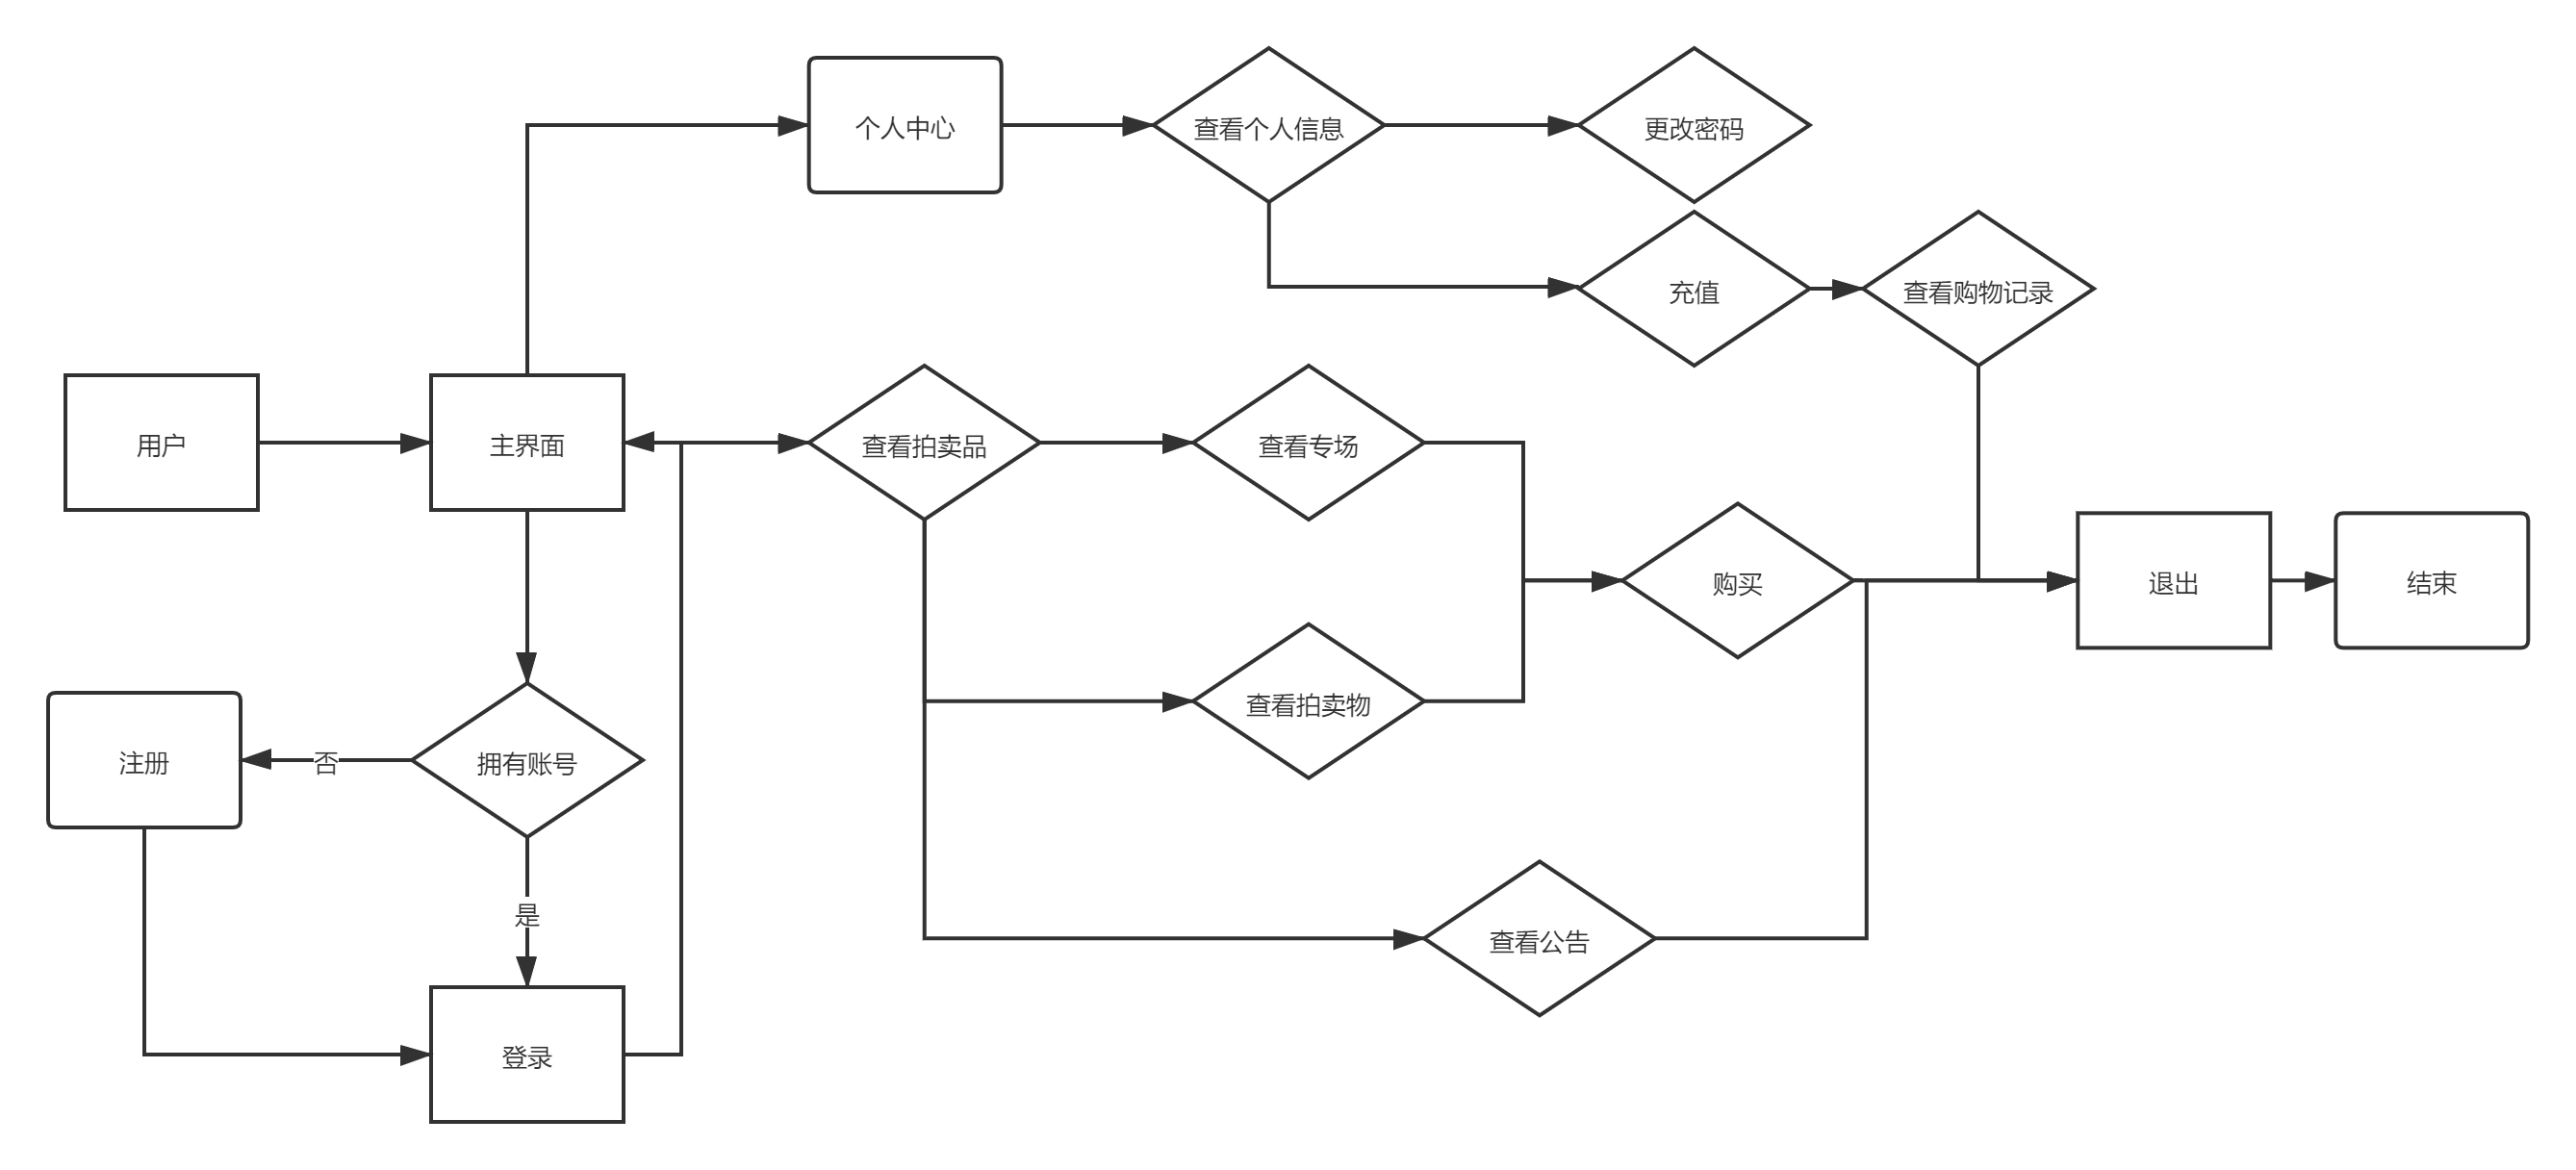 个人中心
查看个人信息
更改密码
充值
查看购物记录
用户
主界面
查看拍卖品
查看专场
购买
退出
结束
查看拍卖物
注册
否
拥有账号
是
查看公告
登录